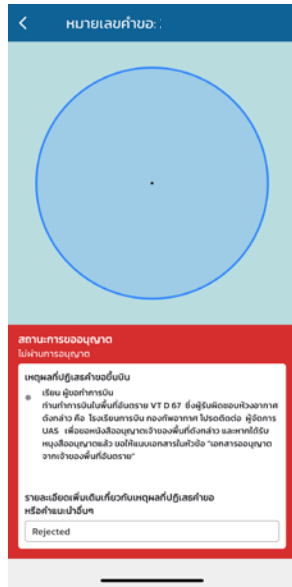 หมายเลขคำขอ:
สถานะการขออนุญาต
ไม่ผ่านการอนุญาต
เหตุผลที่ปฏิเสธคำขอขึ้นบิน
เรียน ผู้ขอทำการบิน
ท่านทำการบินในพื้นที่อันตราย VT D 67 ซึ่งผู้รับผิดชอบห้วงอากาศ
ดังกล่าว คือ โรงเรียนการบิน กองทัพอากาศ โปรดติดต่อ ผู้จัดการ
UAS เพื่อขอหนังสืออนุญาตเจ้าของพื้นที่ดังกล่าว และหากได้รับ
หนุงสืออนุญาตแล้ว ขอให้แนบเอกสารในหัวข้อ "เอกสารอนุญาต
จากเจ้าของพื้นที่อันตราย"
รายละเอียดเพิ่มเติมเกี่ยวกับเหตุผลที่ปฏิเสธคำขอ
หรือคำแนะนำอื่นๆ
Rejected